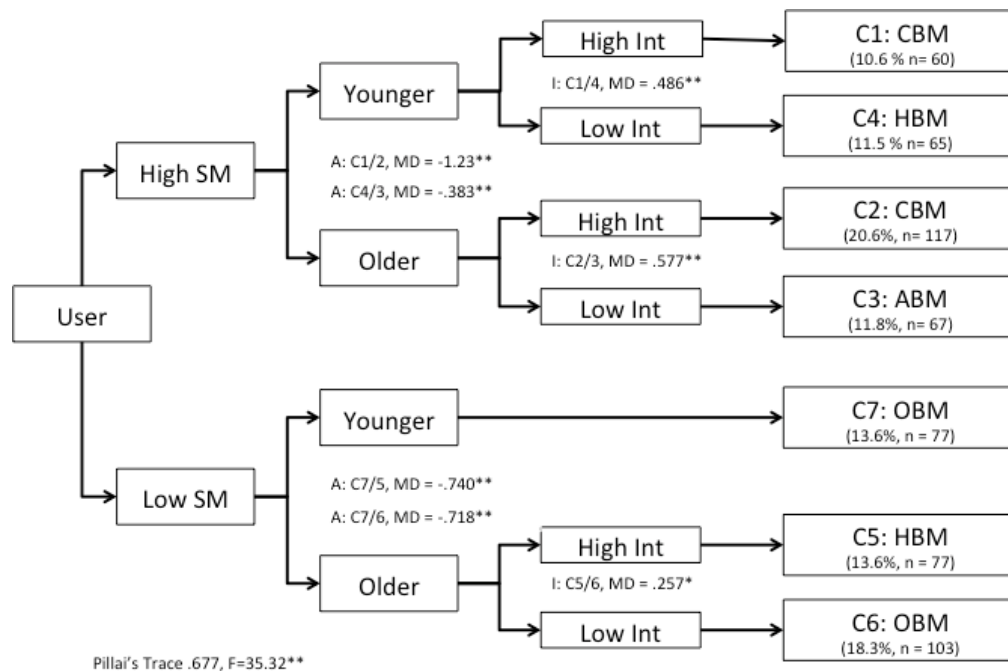 User
High SM
Low SM
Younger
A: C1/2, MD = -1.23**
A: C4/3, MD = -.383**
Older
Younger
A: C7/5, MD = -.740**
A: C7/6, MD = -.718**
Older
High Int
I: C1/4, MD = .486**
Low Int
High Int
I: C2/3, MD = .577**
Low Int
High Int
I: C5/6, MD = .257*
Low Int
C1: CBM
(10.6 % n= 60)
C4: HBM
(11.5 % n= 65)
C2: CBM
(20.6%, n= 117)
C3: ABM
(11.8%, n= 67)
C7: OBM
(13.6%, n = 77)
C5: HBM
(13.6%, n = 77)
C6: OBM
(18.3%, n = 103)
Pillai's Trace .677, F=35.32**